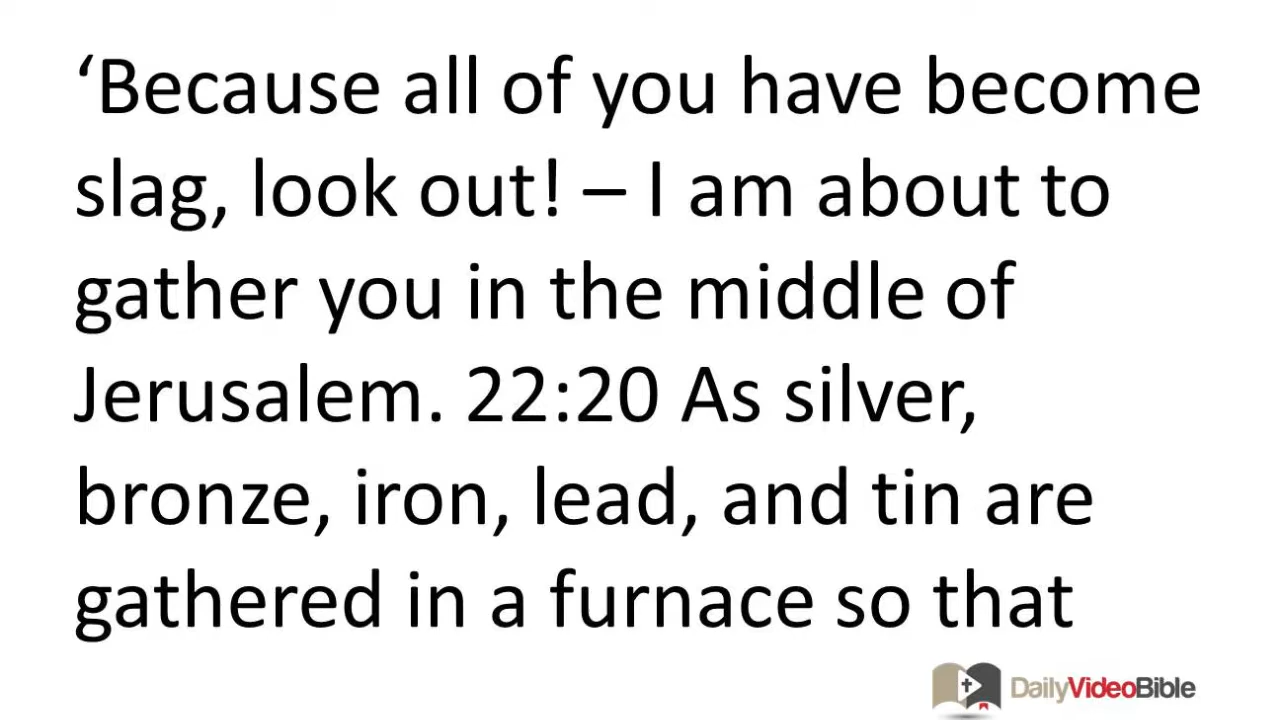 ‘Because all of you have become
slag, look out! – I am about to
gather you in the middle of
Jerusalem. 22:20 As silver,
bronze, iron, lead, and tin are
gathered in a furnace so that
DailyVideoBible